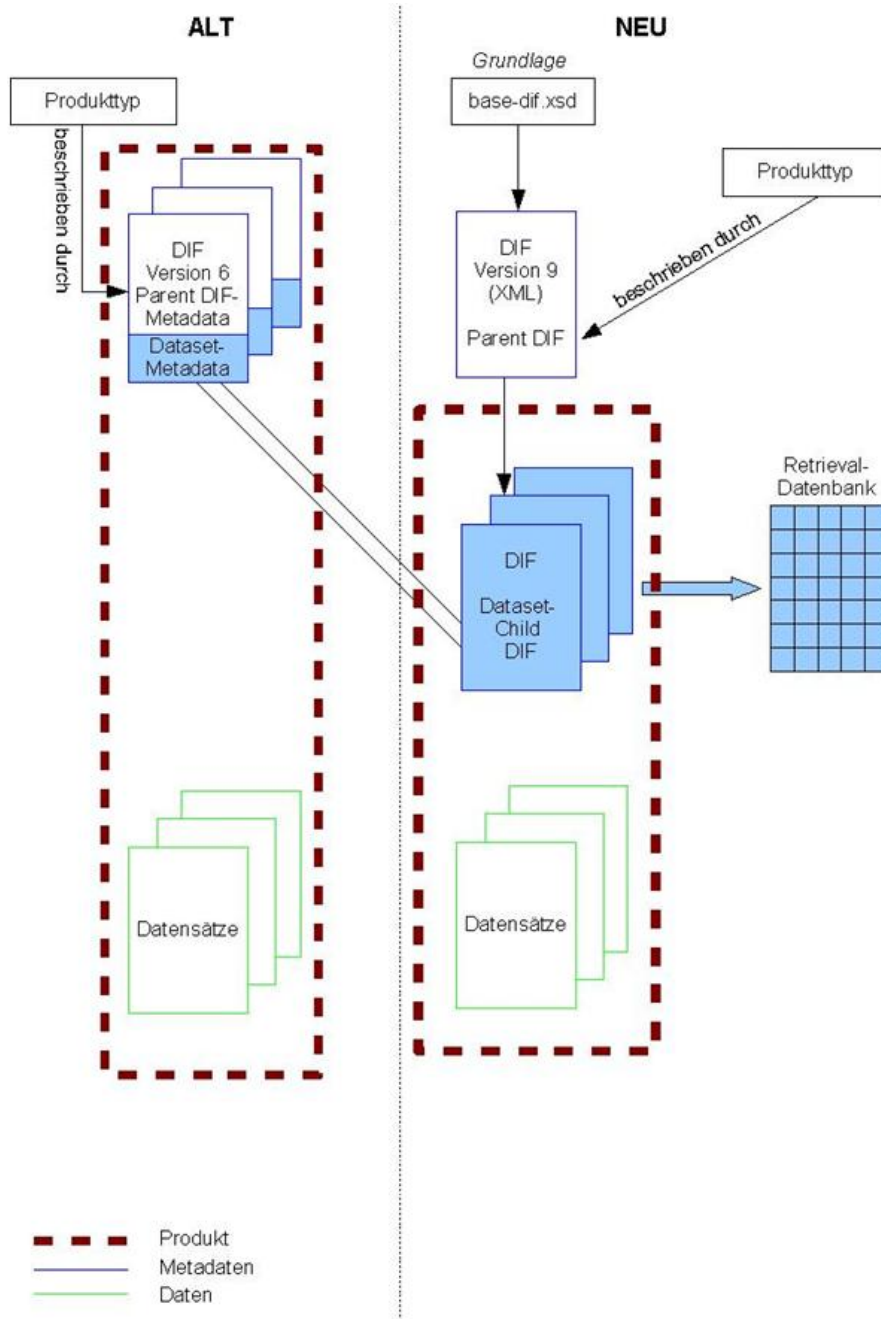 ALT
Produkttyp
beschrieben durch
DIF
Version 6
Parent DIF-
Metadata
Dataset-
Metadata
Datensätze
NEU
Grundlage
base-dif.xsd
Produkttyp
beschrieben durch
DIF
Version 9
(XML)
Parent DIF
DIF
Dataset-
Child
DIF
Retrieval-
Datenbank
Datensätze
Produkt
Metadaten
Daten